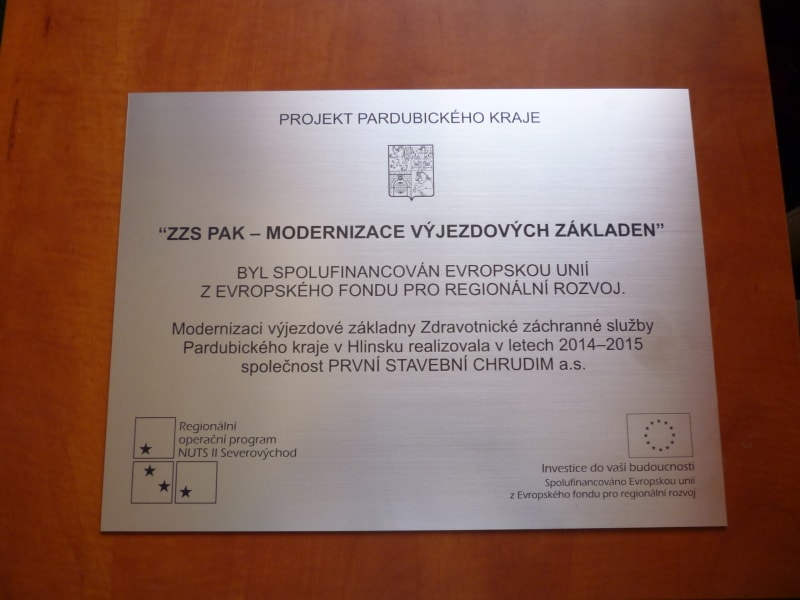 PROJEKT PARDUBICKÉHO KRAJE
“ZZS PAK – MODERNIZACE VÝJEZDOVÝCH ZÁKLADEN”
BYL SPOLUFINANCOVÁN EVROPSKOU UNIÍ
Z EVROPSKÉHO FONDU PRO REGIONÁLNÍ ROZVOJ.
Modernizaci výjezdové základny Zdravotnické záchranné služby
Pardubického kraje v Hlinsku realizovala v letech 2014–2015
společnost PRVNÍ STAVEBNÍ CHRUDIM a.s.
Regionální
operační program
NUTS II Severovýchod
Investice do vaší budoucnosti
Spolufinancováno Evropskou unií
z Evropského fondu pro regionální rozvoj